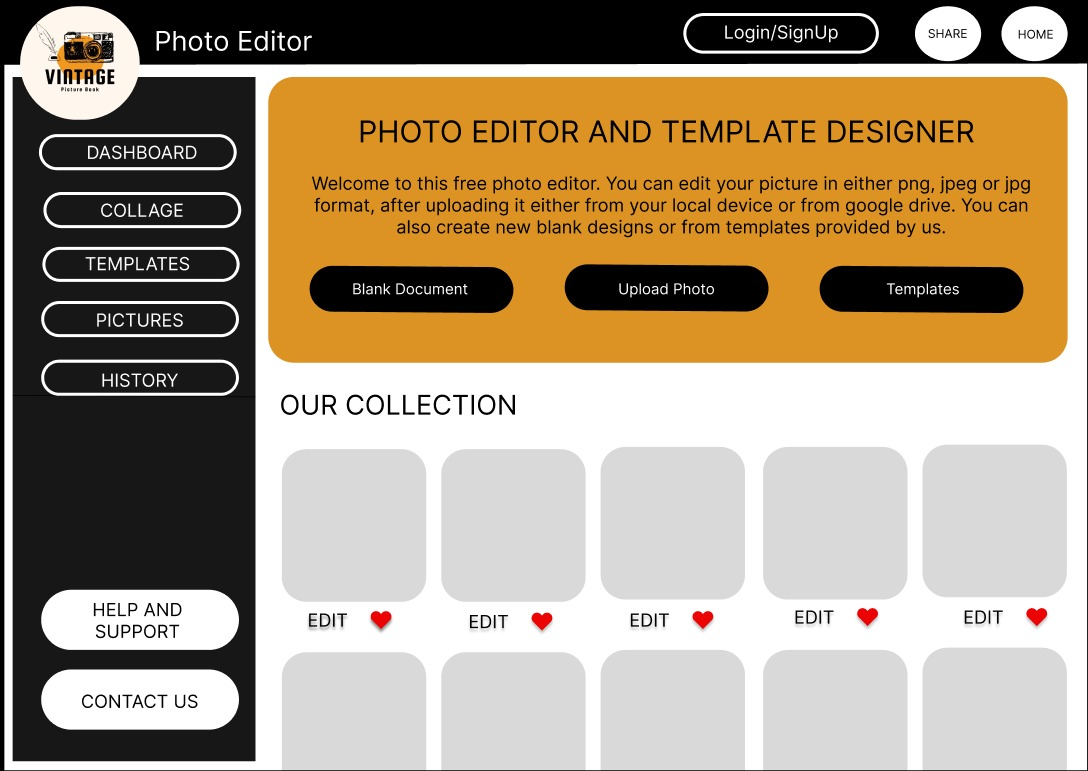 Photo Editor
Login/SignUp
SHARE
HOME
VINTAGE
Picture Book
DASHBOARD
COLLAGE
TEMPLATES
PICTURES
HISTORY
HELP AND
SUPPORT
CONTACT US
PHOTO EDITOR AND TEMPLATE DESIGNER
Welcome to this free photo editor. You can edit your picture in either png, jpeg or jpg
format, after uploading it either from your local device or from google drive. You can
also create new blank designs or from templates provided by us.
Blank Document
Upload Photo
Templates
OUR COLLECTION
EDIT
EDIT
EDIT
EDIT
EDIT